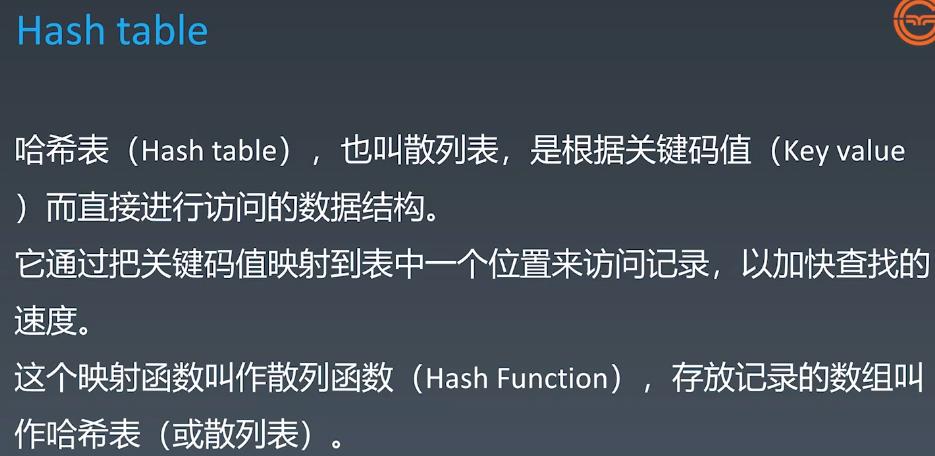 Hash table
哈希表（Hash table），也叫散列表，是根据关键码值（Key value
）而直接进行访问的数据结构。
它通过把关键码值映射到表中一个位置来访问记录，以加快查找的
速度。
这个映射函数叫作散列函数（Hash Function），存放记录的数组叫
作哈希表（或散列表）。